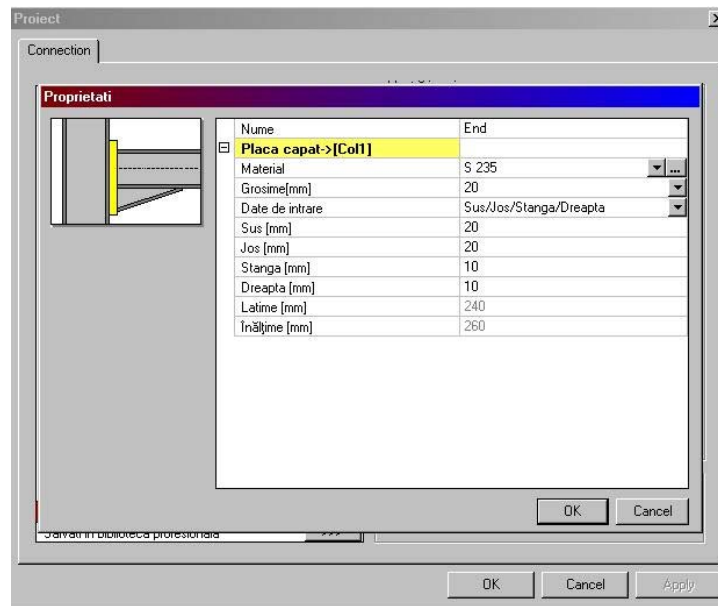 Proiect
Connection
Proprietati
Nume End
Placa capat->[Col1]
Material S 235 ...
Grosime[mm] 20
Date de intrare Sus/Jos/Stanga/Dreapta
Sus [mm] 20
Jos [mm] 20
Stanga [mm] 10
Dreapta [mm] 10
Latime [mm] 240
Înălţime [mm] 260
OK Cancel
Salvati in biblioteca profesionala >>>
OK Cancel Apply